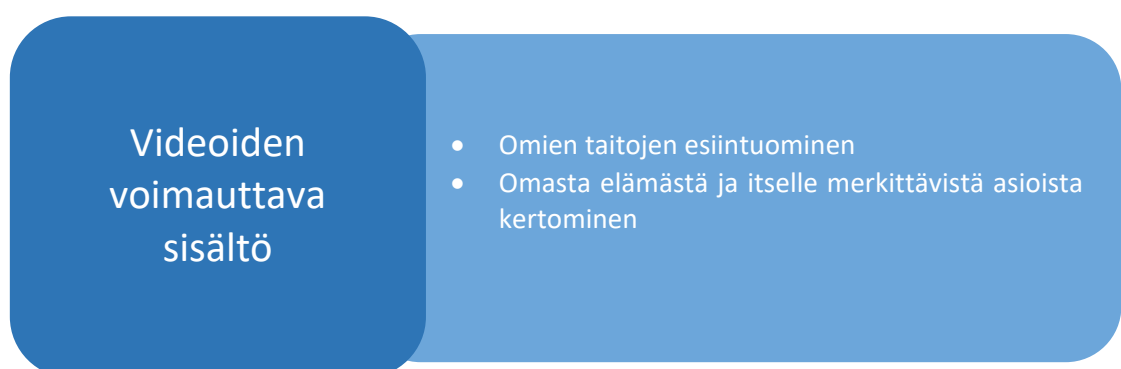 Videoiden
voimauttava
sisältö
• Omien taitojen esiintuominen
• Omasta elämästä ja itselle merkittävistä asioista
kertominen